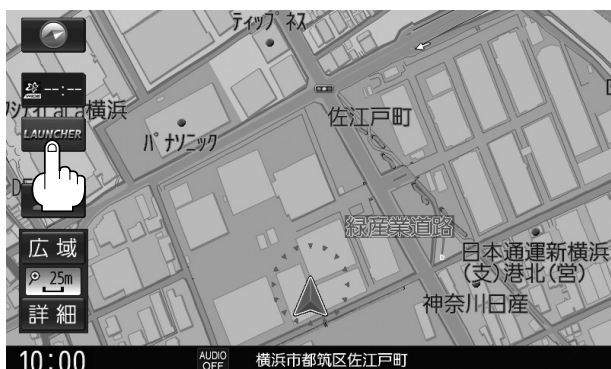 ティップネス
--:--
ララ横浜
LAUNCHER
パナソニック
佐江戸町
緑産業道路
日本通運新横浜
(支)港北(営)
神奈川日産
広域
25m
詳細
10:00
AUDIO
OFF
横浜市都筑区佐江戸町